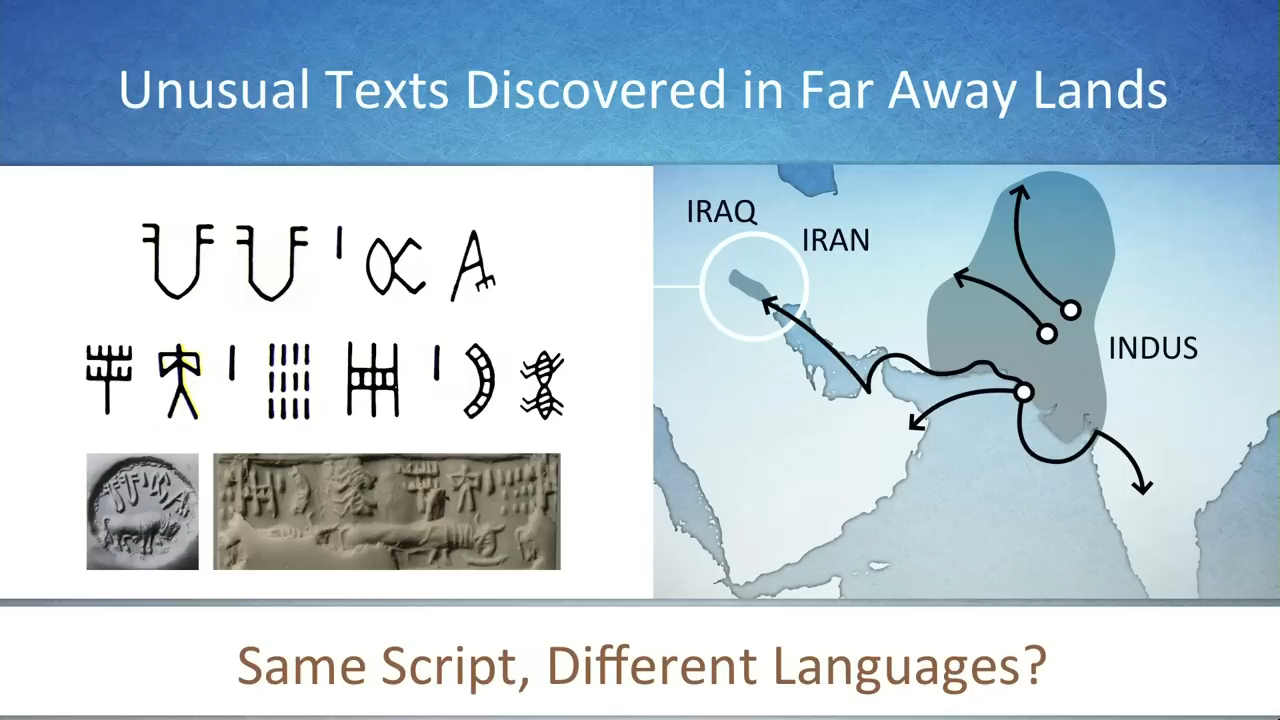 Unusual Texts Discovered in Far Away Lands
IRAQ
IRAN
INDUS
Same Script, Different Languages?